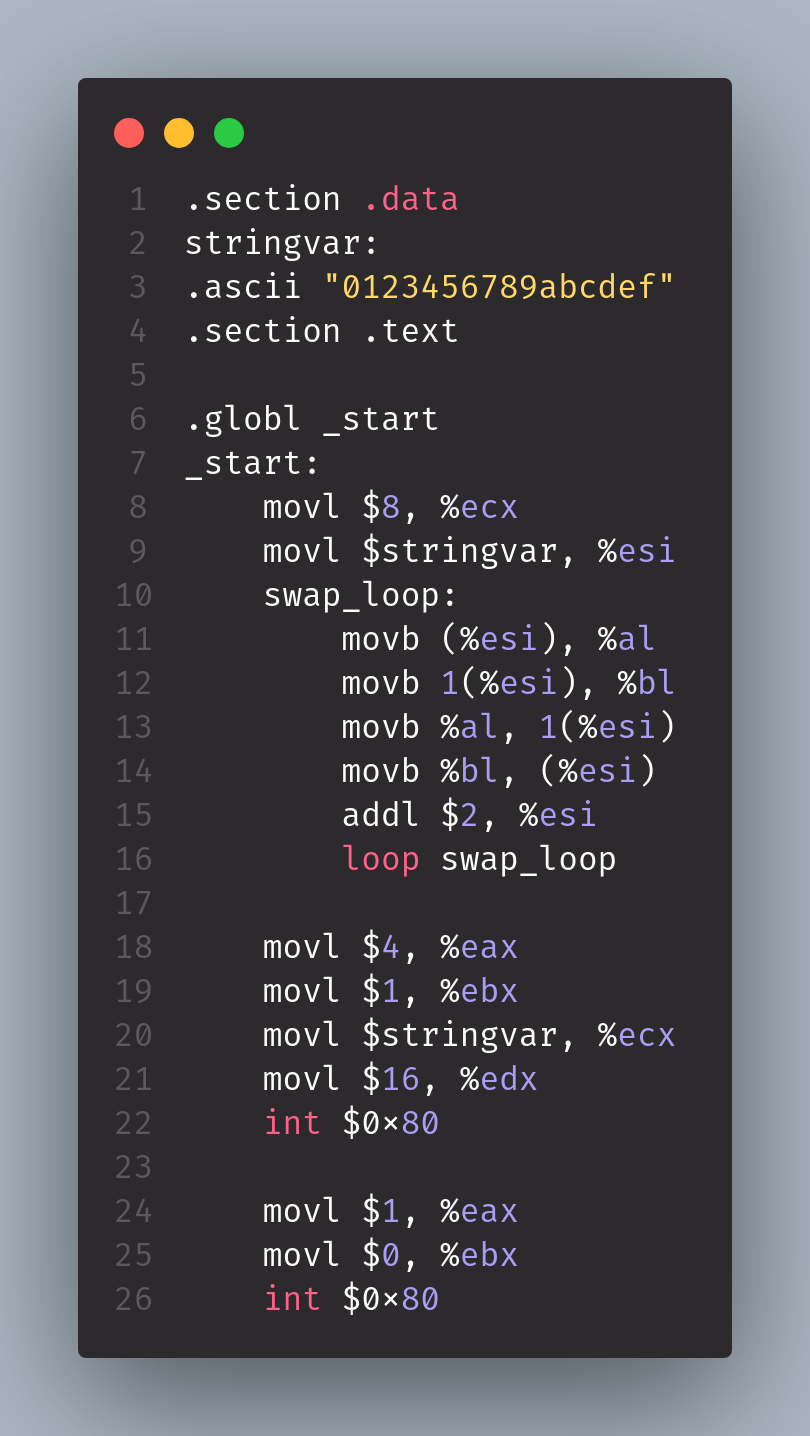 1 .section .data
2 stringvar:
3 .ascii "0123456789abcdef"
4 .section .text
5
6 .globl _start
7 _start:
8     movl $8, %ecx
9     movl $stringvar, %esi
10     swap_loop:
11         movb (%esi), %al
12         movb 1(%esi), %bl
13         movb %al, 1(%esi)
14         movb %bl, (%esi)
15         addl $2, %esi
16         loop swap_loop
17
18     movl $4, %eax
19     movl $1, %ebx
20     movl $stringvar, %ecx
21     movl $16, %edx
22     int $0x80
23
24     movl $1, %eax
25     movl $0, %ebx
26     int $0x80